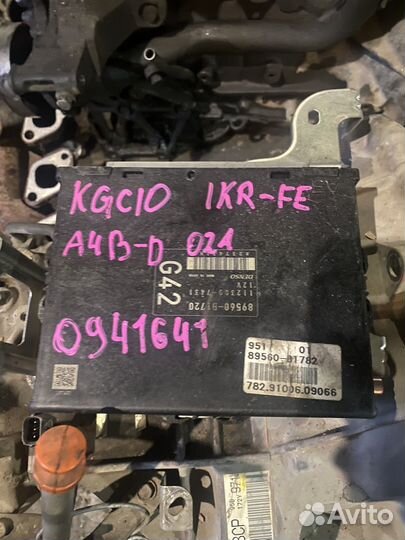 KGC10 1KR-FE
A4B-D 021
0941641
G42
DENSO
12V
112300-7431
89560-B1720
951 01
89560-B1782
782.91006.09066
Avito